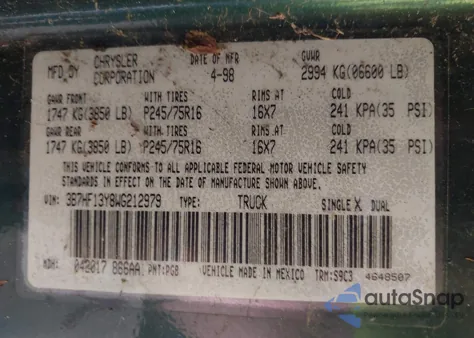 MFD BY CHRYSLER CORPORATION DATE OF MFR 4-98 GVWR 2994 KG(06600 LB)
GAWR FRONT WITH TIRES RIMS AT COLD
1747 KG(3850 LB) P245/75R16 16X7 241 KPA(35 PSI)
GAWR REAR WITH TIRES RIMS AT COLD
1747 KG(3850 LB) P245/75R16 16X7 241 KPA(35 PSI)
THIS VEHICLE CONFORMS TO ALL APPLICABLE FEDERAL MOTOR VEHICLE SAFETY
STANDARDS IN EFFECT ON THE DATE OF MANUFACTURE SHOWN ABOVE.
VIN: 3B7HF13Y8WG212979 TYPE: TRUCK SINGLE X DUAL
MDH: 042017 866AA PNT:PG8 VEHICLE MADE IN MEXICO TRM:S9C3 4648507
autoSnap